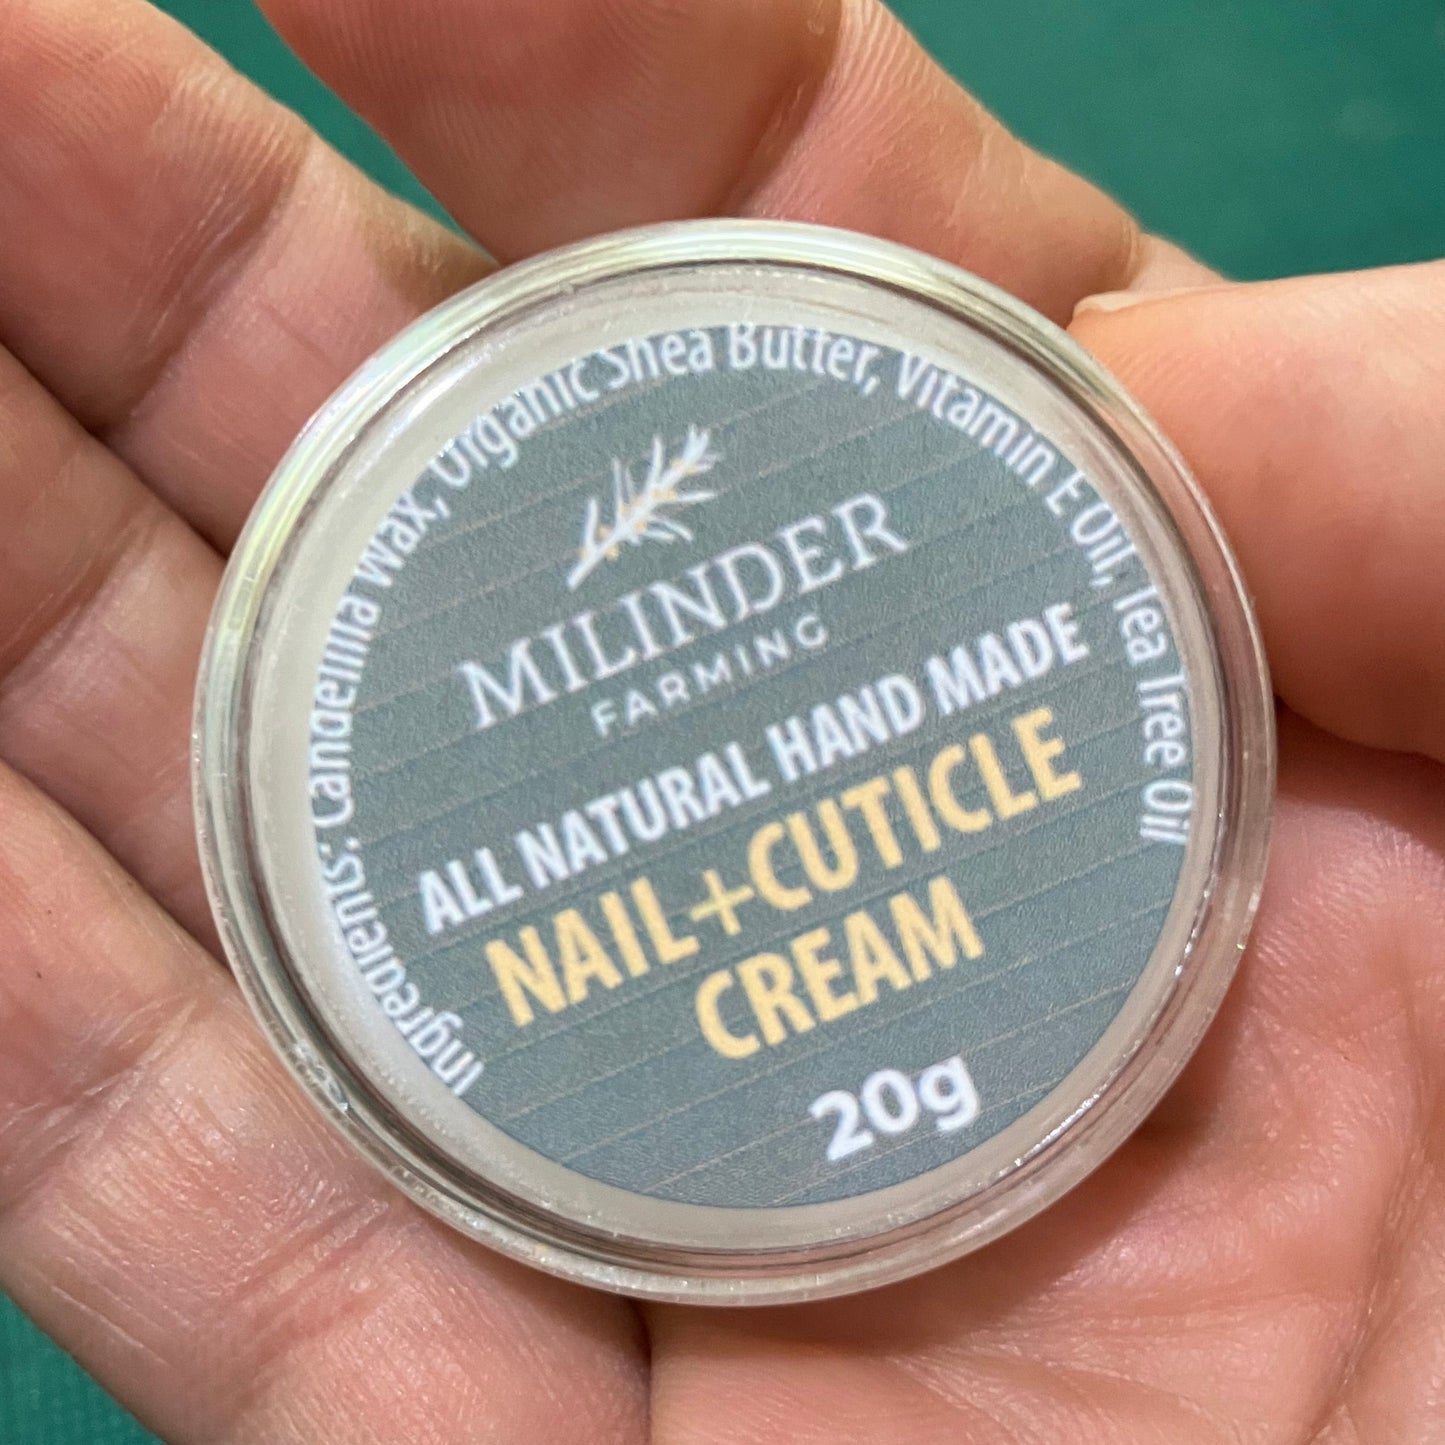 Ingredients: Candelilla Wax, Organic Shea Butter, Vitamin E Oil, Tea Tree Oil
MILINDER
FARMING
ALL NATURAL HAND MADE
NAIL+CUTICLE
CREAM
20g